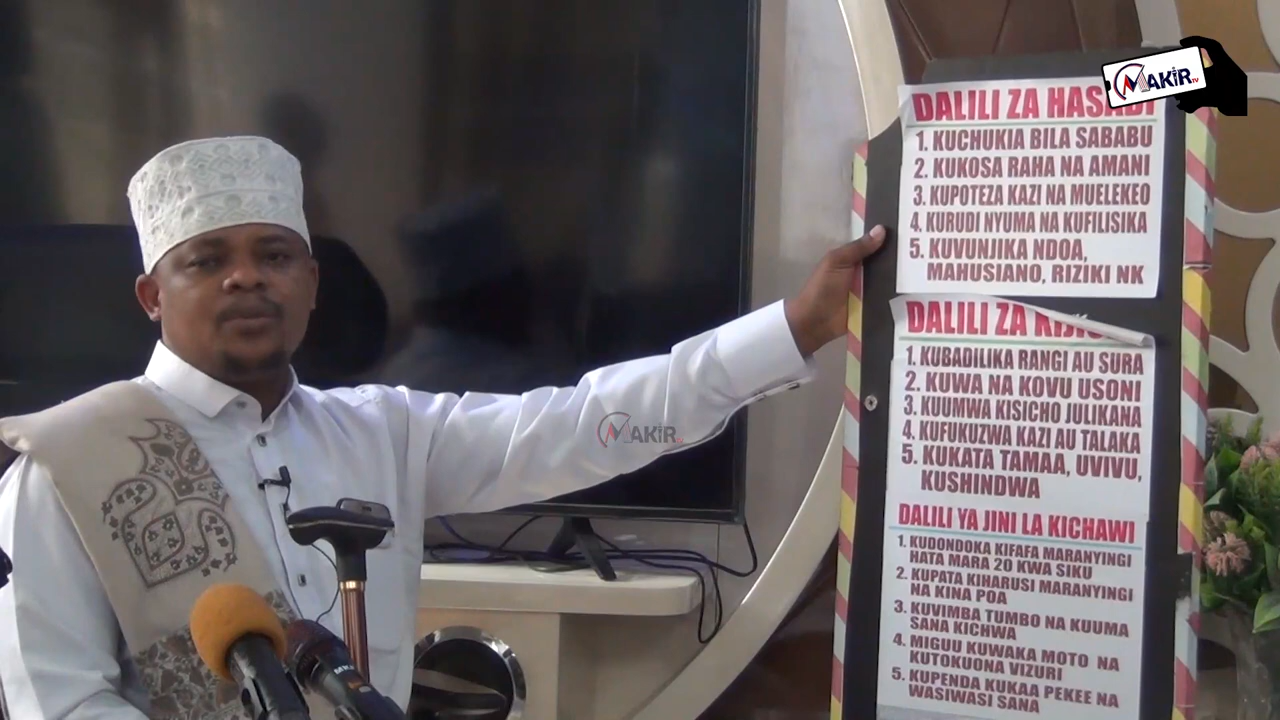 MAKIR TV
DALILI ZA
1. KUCHUKIA BILA SABABU
2. KUKOSA RAHA NA AMANI
3. KUPOTEZA KAZI NA MUELEKEO
4. KURUDI NYUMA NA KUFILISIKA
5. KUVUNJIKA NDOA,
MAHUSIANO, RIZIKI NK
DALILI ZA
1. KUBADILIKA RANGI AU SURA
2. KUWA NA KOVU USONI
3. KUUMWA KISICHO JULIKANA
4. KUFUKUZWA KAZI AU TALAKA
5. KUKATA TAMAA, UVIVU,
KUSHINDWA
DALILI YA JINI LA KICHAWI
1. KUDONDOKA KIFAFA MARANYINGI
HATA MARA 20 KWA SIKU
2. KUPATA KIHARUSI MARANYINGI
NA KINA POA
3. KUVIMBA TUMBO NA KUUMA
SANA KICHWA
4. MIGUU KUWAKA MOTO NA
KUTOKUONA VIZURI
5. KUPENDA KUKAA PEKEE NA
WASIWASI SANA
MAKIR TV